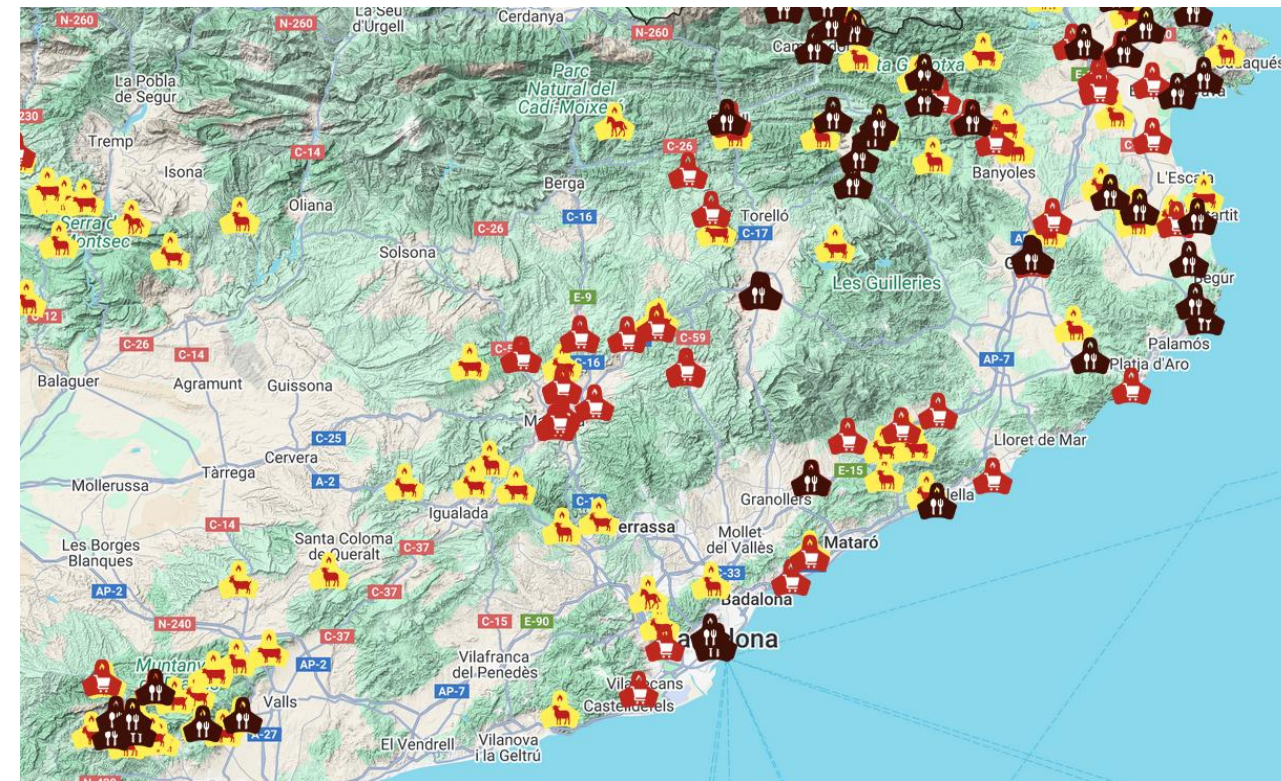 La Seu
d'Urgell
Cerdanya
N-260
N-260
N-260
Parc
Natural del
Cadí-Moixeró
La Pobla
de Segur
230
Tremp
C-14
Isona
Oliana
Berga
C-26
C-16
Torelló
C-17
Banyoles
L'Escala
C-26
Solsona
Les Guilleries
Begur
E-9
C-12
C-26
C-14
C-59
C-16
AP-7
Palamós
Platja d'Aro
Balaguer
Agramunt
Guissona
C-25
Cervera
Lloret de Mar
Tàrrega
A-2
E-15
Mollerussa
Igualada
Granollers
C-14
Les Borges
Blanques
Santa Coloma
de Queralt
C-37
Mollet
del Vallès
Mataró
C-33
AP-2
C-37
Badalona
N-240
C-37
C-15
E-90
AP-2
Vilafranca
del Penedès
AP-7
Valls
A-27
El Vendrell
Vilanova
i la Geltrú